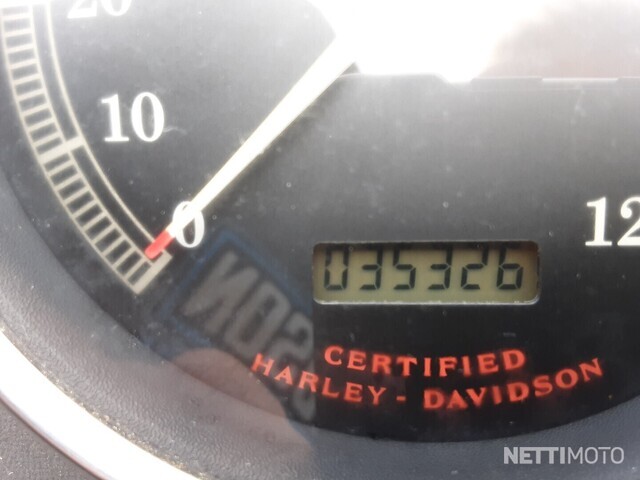 20
10
0
12
035326
CERTIFIED
HARLEY - DAVIDSON
NETTIMOTO